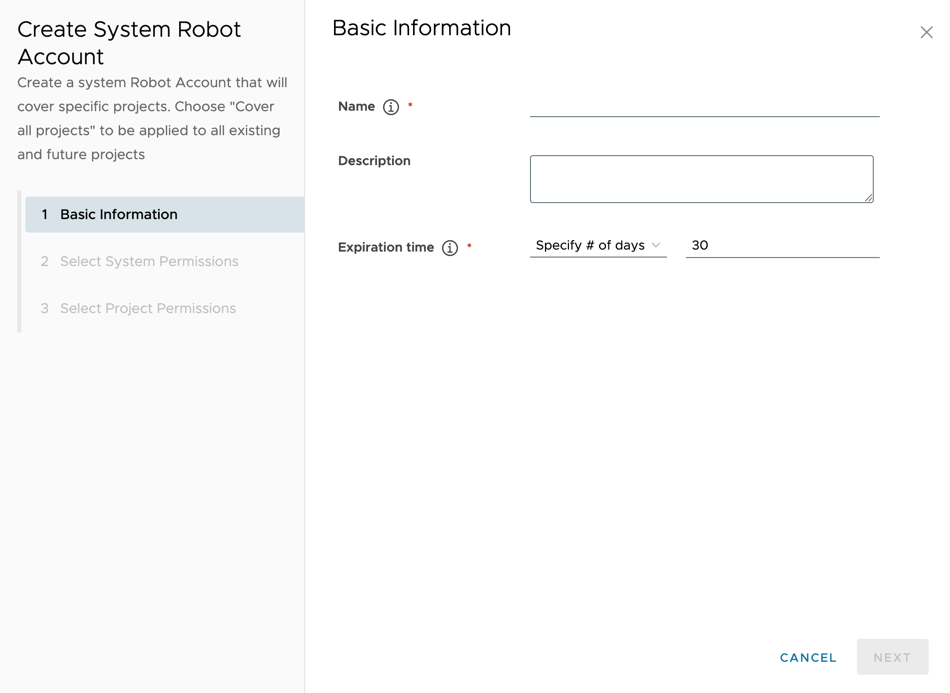 Create System Robot
Account
Create a system Robot Account that will
cover specific projects. Choose "Cover
all projects" to be applied to all existing
and future projects
1 Basic Information
2 Select System Permissions
3 Select Project Permissions
Basic Information
Name *
Description
Expiration time * Specify # of days 30
CANCEL NEXT